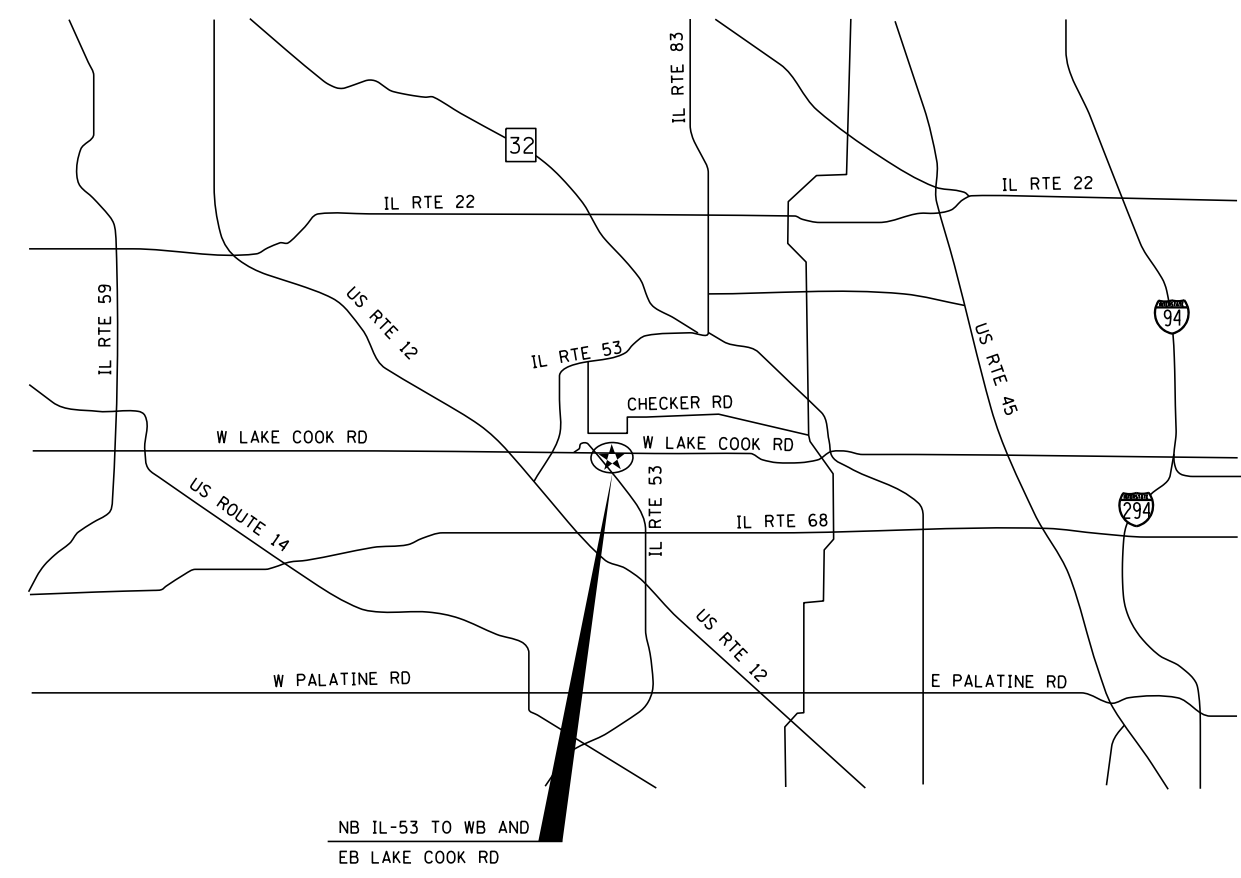 IL RTE 83
32
IL RTE 22
IL RTE 22
IL RTE 59
US RTE 12
94
IL RTE 53
US RTE 45
CHECKER RD
W LAKE COOK RD
W LAKE COOK RD
US ROUTE 14
IL RTE 53
294
IL RTE 68
US RTE 12
W PALATINE RD
E PALATINE RD
NB IL-53 TO WB AND
EB LAKE COOK RD